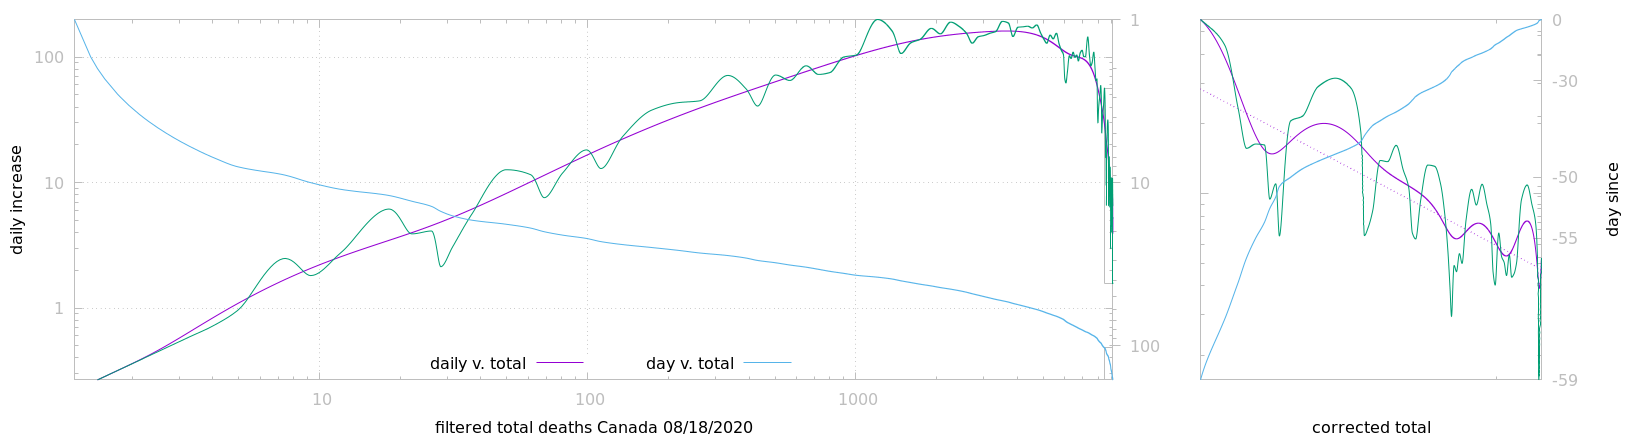 100
10
1
daily increase
daily v. total
day v. total
10
100
1000
filtered total deaths Canada 08/18/2020
1
10
100
0
-30
-50
-55
-59
day since
corrected total